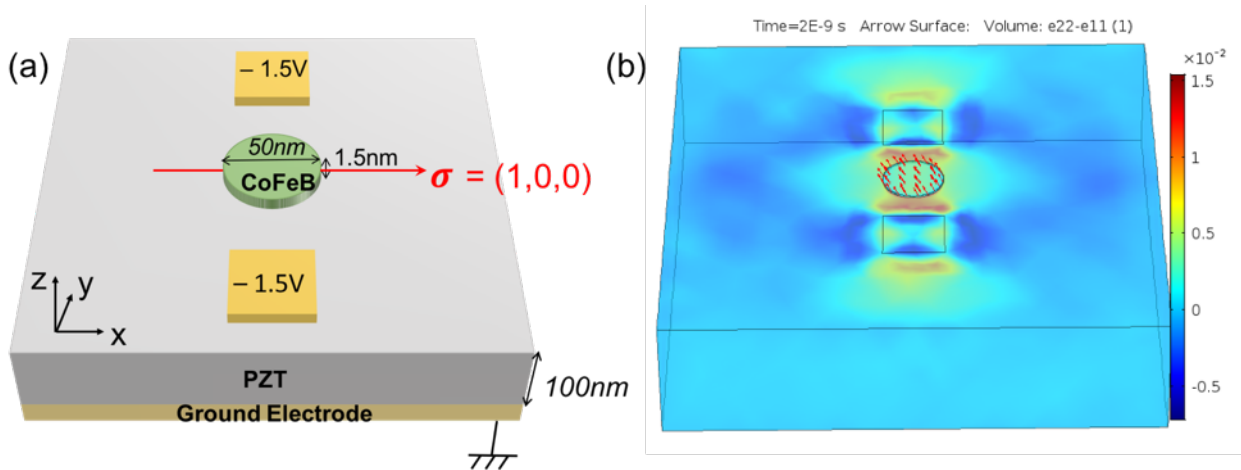 (a)
– 1.5V
50nm
1.5nm
CoFeB
σ = (1,0,0)
– 1.5V
z
y
x
PZT
100nm
Ground Electrode
(b)
Time=2E-9 s Arrow Surface: Volume: e22-e11 (1)
×10⁻²
1.5
1
0.5
0
-0.5